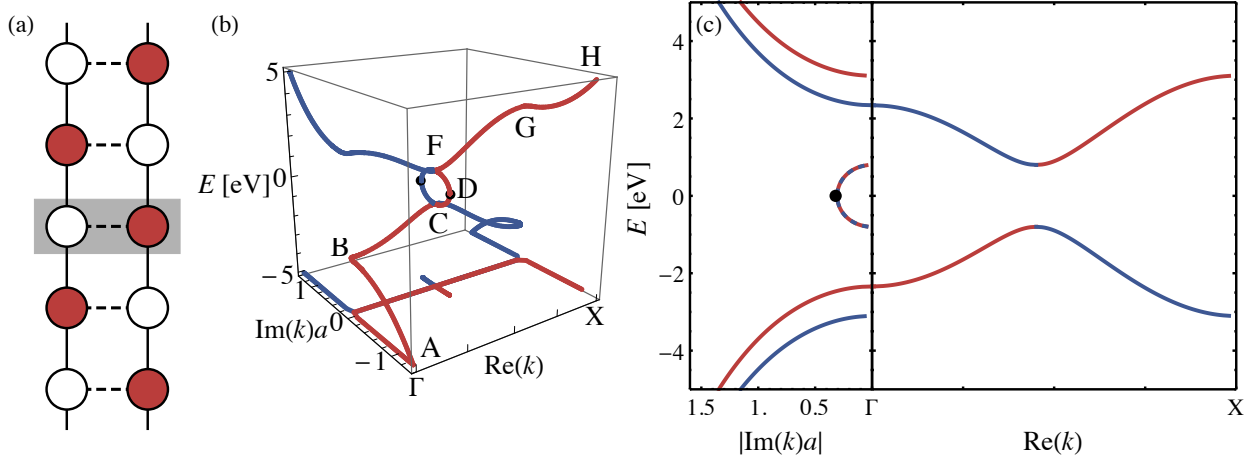 (a)
(b)
5
E [eV]
0
−5
1
Im(k)a
0
−1
Γ
Re(k)
X
A
B
C
D
F
G
H
(c)
E [eV]
4
2
0
−2
−4
1.5
1.
0.5
Γ
X
|Im(k)a|
Re(k)